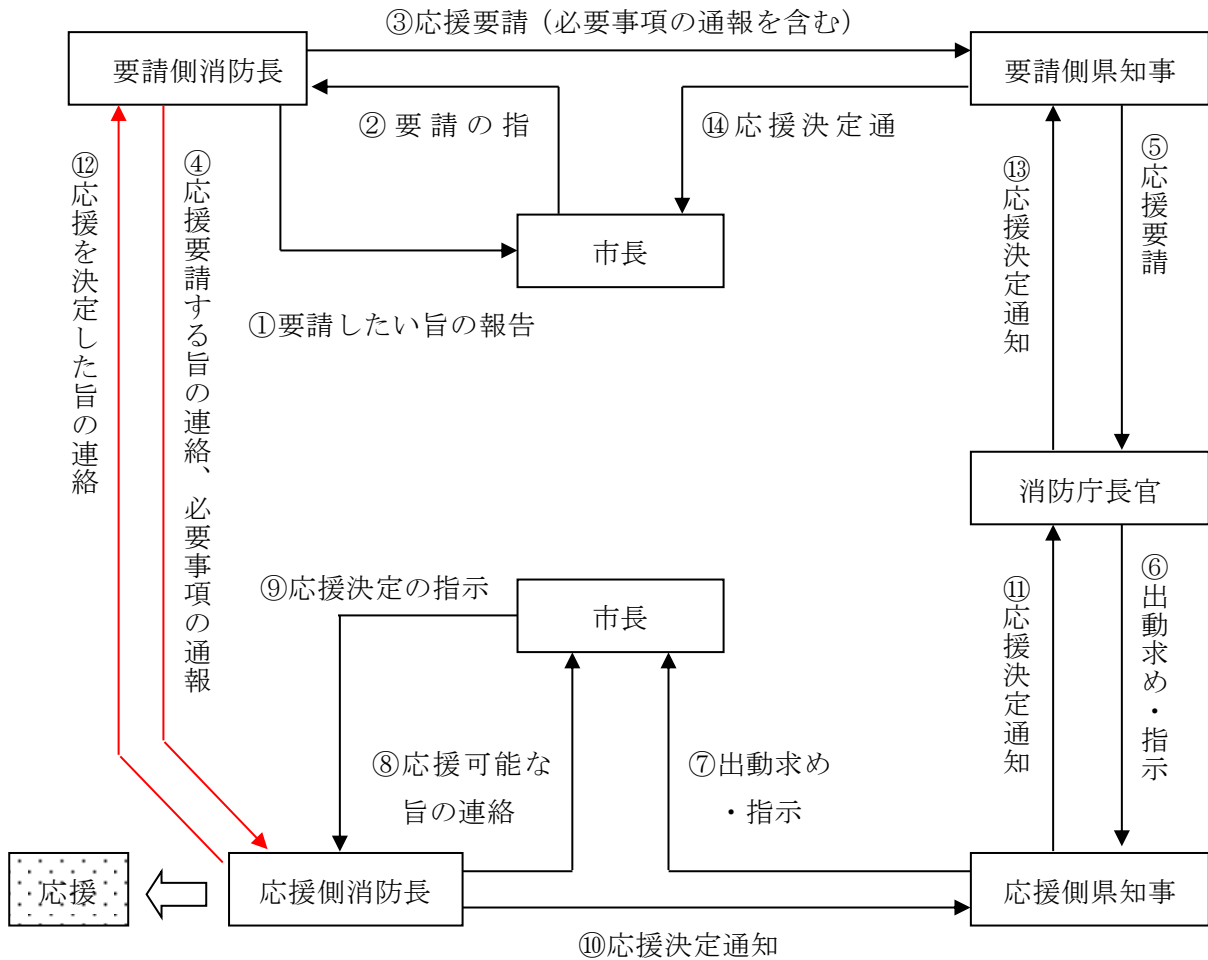 ③応援要請（必要事項の通報を含む）
要請側消防長
要請側県知事
②要請の指
⑭応援決定通
市長
①要請したい旨の報告
⑫応援を決定した旨の連絡
④応援要請する旨の連絡、必要事項の通報
⑬応援決定通知
⑤応援要請
消防庁長官
⑨応援決定の指示
市長
⑪応援決定通知
⑥出動求め・指示
⑧応援可能な
旨の連絡
⑦出動求め
・指示
応援
応援側消防長
応援側県知事
⑩応援決定通知